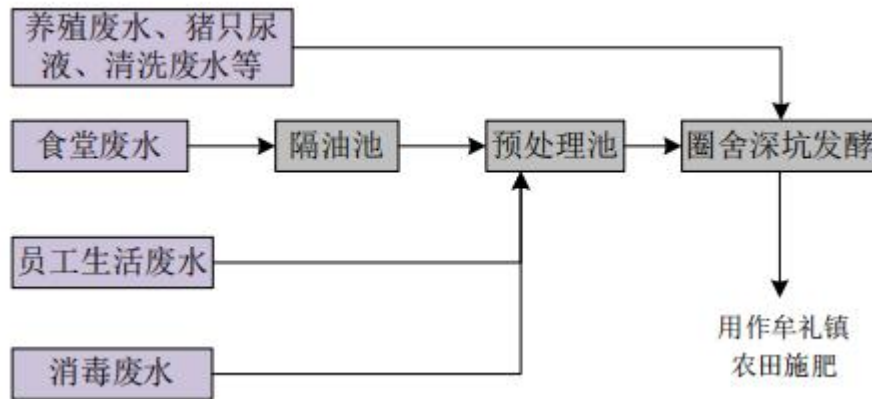 养殖废水、猪只尿
液、清洗废水等
食堂废水
隔油池
预处理池
圈舍深坑发酵
员工生活废水
消毒废水
用作牟礼镇
农田施肥